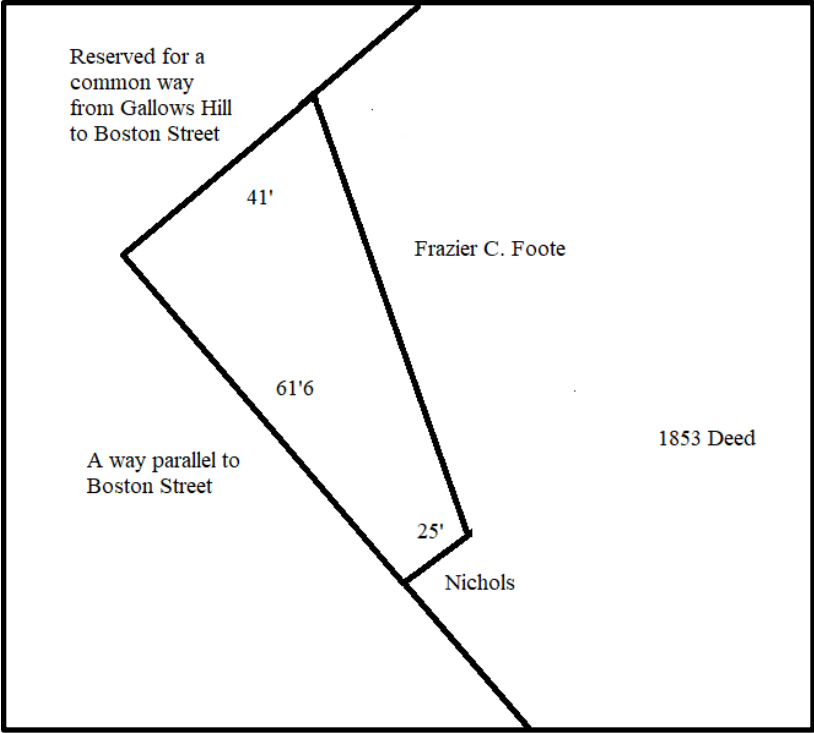 Reserved for a
common way
from Gallows Hill
to Boston Street
41'
Frazier C. Foote
61'6
1853 Deed
A way parallel to
Boston Street
25'
Nichols